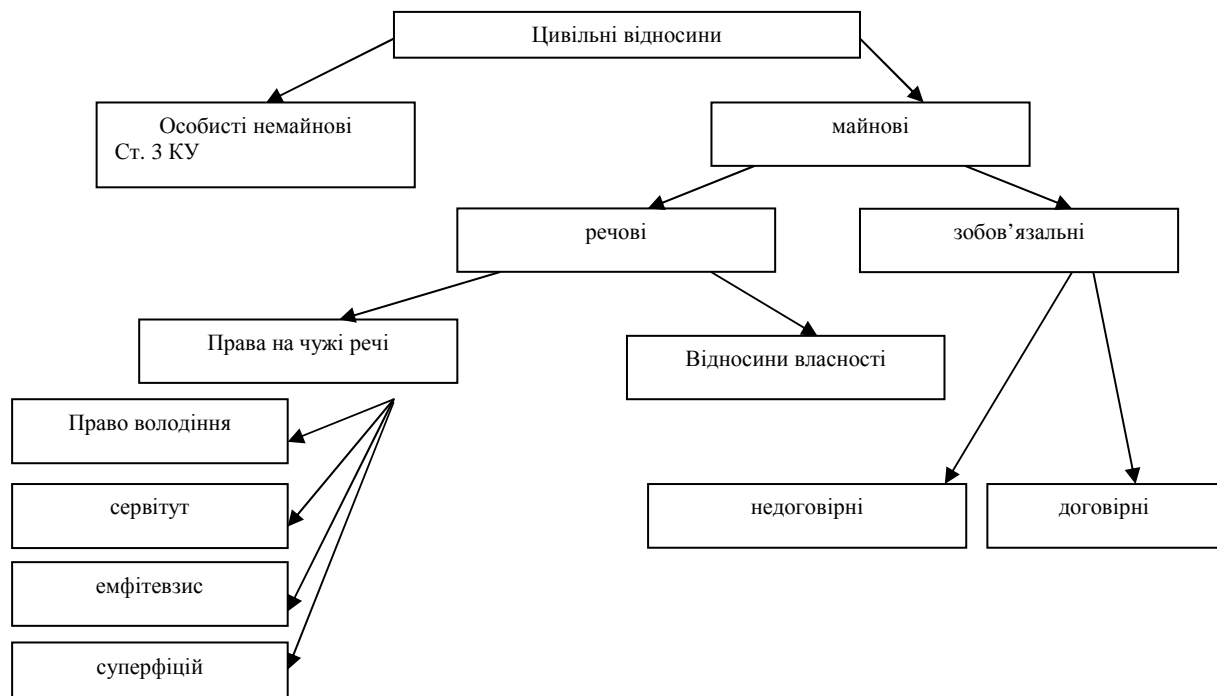 Цивільні відносини
Особисті немайнові
Ст. 3 КУ
майнові
речові
зобов’язальні
Права на чужі речі
Відносини власності
Право володіння
сервітут
недоговірні
договірні
емфітевзис
суперфіцій